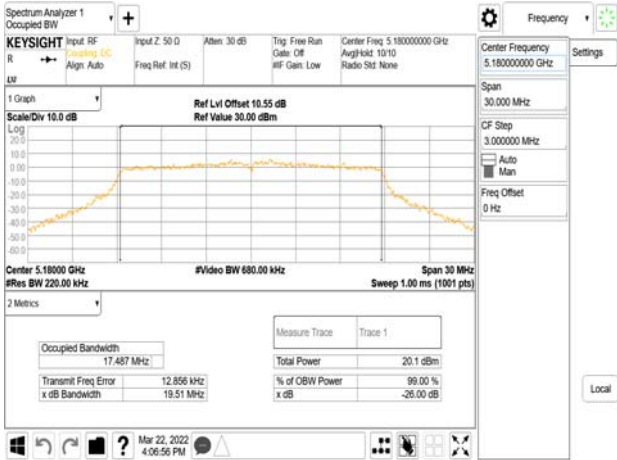 Spectrum Analyzer 1
Occupied BW
Frequency
KEYSIGHT
R
Input: RF
Coupling: DC
Align: Auto
Input Z: 50 Ω
Freq Ref: Int (S)
Atten: 30 dB
Trig: Free Run
Gate: Off
#IF Gain: Low
Center Freq: 5.180000000 GHz
Avg|Hold: 10/10
Radio Std: None
1 Graph
Scale/Div 10.0 dB
Ref Lvl Offset 10.55 dB
Ref Value 30.00 dBm
Log
20.0
10.0
0.00
-10.0
-20.0
-30.0
-40.0
-50.0
-60.0
Center 5.18000 GHz
#Res BW 220.00 kHz
#Video BW 680.00 kHz
Span 30 MHz
Sweep 1.00 ms (1001 pts)
2 Metrics
Measure Trace Trace 1
Occupied Bandwidth
17.487 MHz
Total Power 20.1 dBm
Transmit Freq Error 12.856 kHz
% of OBW Power 99.00 %
x dB Bandwidth 19.51 MHz
x dB -26.00 dB
Mar 22, 2022
4:06:56 PM
Center Frequency
5.180000000 GHz
Settings
Span
30.000 MHz
CF Step
3.000000 MHz
Auto
Man
Freq Offset
0 Hz
Local